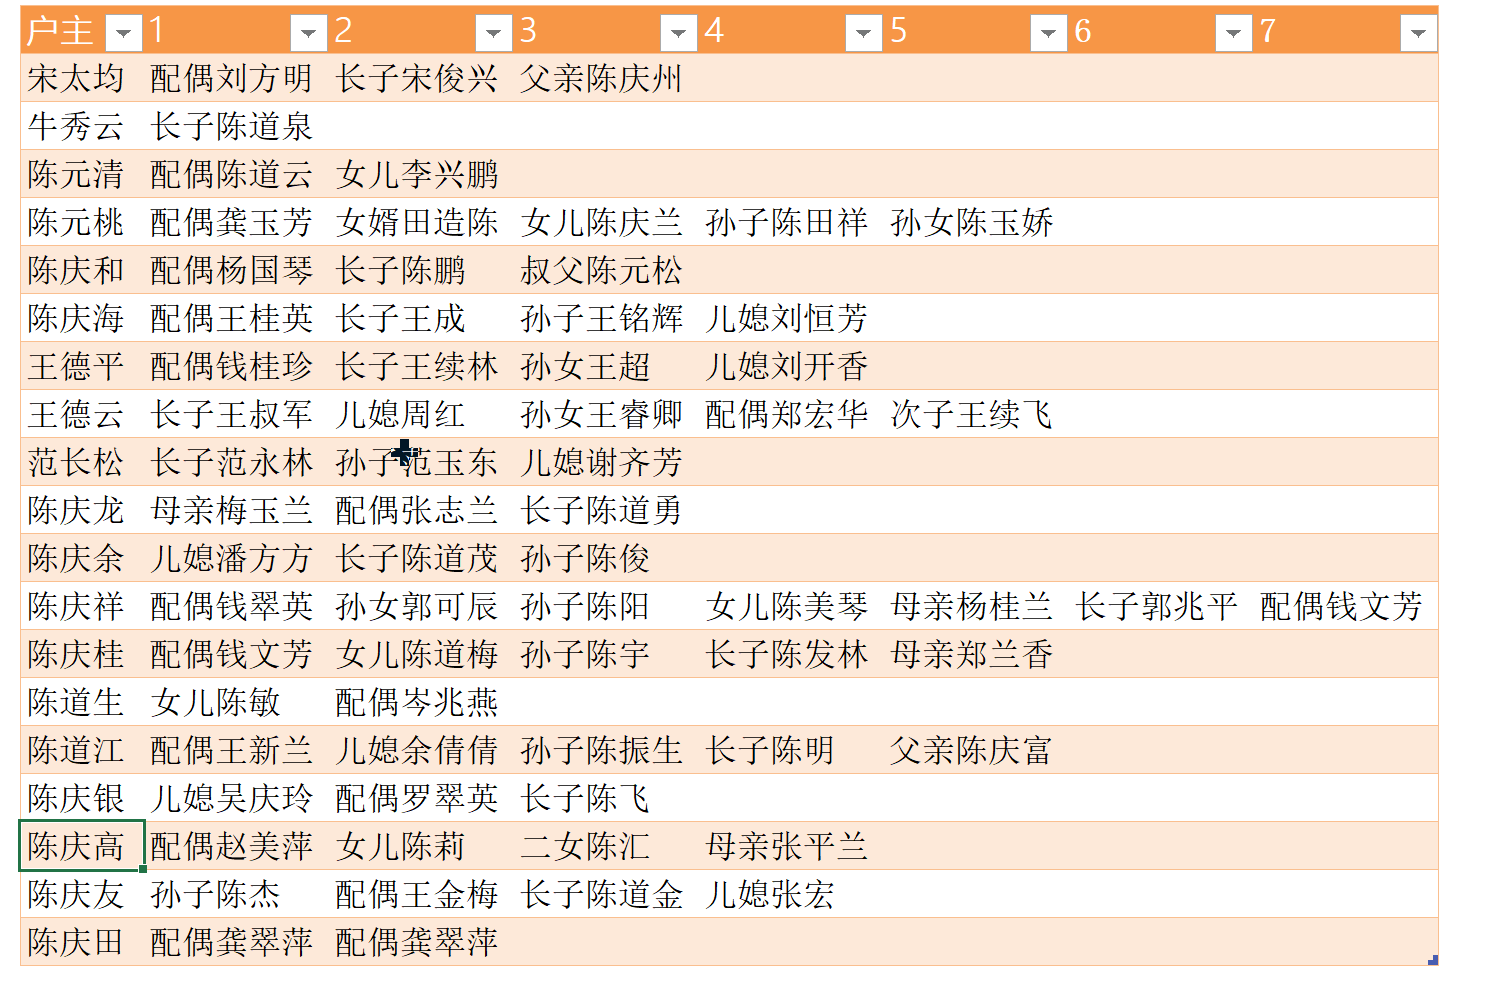 户主 1 2 3 4 5 6 7
宋太均 配偶刘方明 长子宋俊兴 父亲陈庆州
牛秀云 长子陈道泉
陈元清 配偶陈道云 女儿李兴鹏
陈元桃 配偶龚玉芳 女婿田造陈 女儿陈庆兰 孙子陈田祥 孙女陈玉娇
陈庆和 配偶杨国琴 长子陈鹏 叔父陈元松
陈庆海 配偶王桂英 长子王成 孙子王铭辉 儿媳刘恒芳
王德平 配偶钱桂珍 长子王续林 孙女王超 儿媳刘开香
王德云 长子王叔军 儿媳周红 孙女王睿卿 配偶郑宏华 次子王续飞
范长松 长子范永林 孙子范玉东 儿媳谢齐芳
陈庆龙 母亲梅玉兰 配偶张志兰 长子陈道勇
陈庆余 儿媳潘方方 长子陈道茂 孙子陈俊
陈庆祥 配偶钱翠英 孙女郭可辰 孙子陈阳 女儿陈美琴 母亲杨桂兰 长子郭兆平 配偶钱文芳
陈庆桂 配偶钱文芳 女儿陈道梅 孙子陈宇 长子陈发林 母亲郑兰香
陈道生 女儿陈敏 配偶岑兆燕
陈道江 配偶王新兰 儿媳余倩倩 孙子陈振生 长子陈明 父亲陈庆富
陈庆银 儿媳吴庆玲 配偶罗翠英 长子陈飞
陈庆高 配偶赵美萍 女儿陈莉 二女陈汇 母亲张平兰
陈庆友 孙子陈杰 配偶王金梅 长子陈道金 儿媳张宏
陈庆田 配偶龚翠萍 配偶龚翠萍